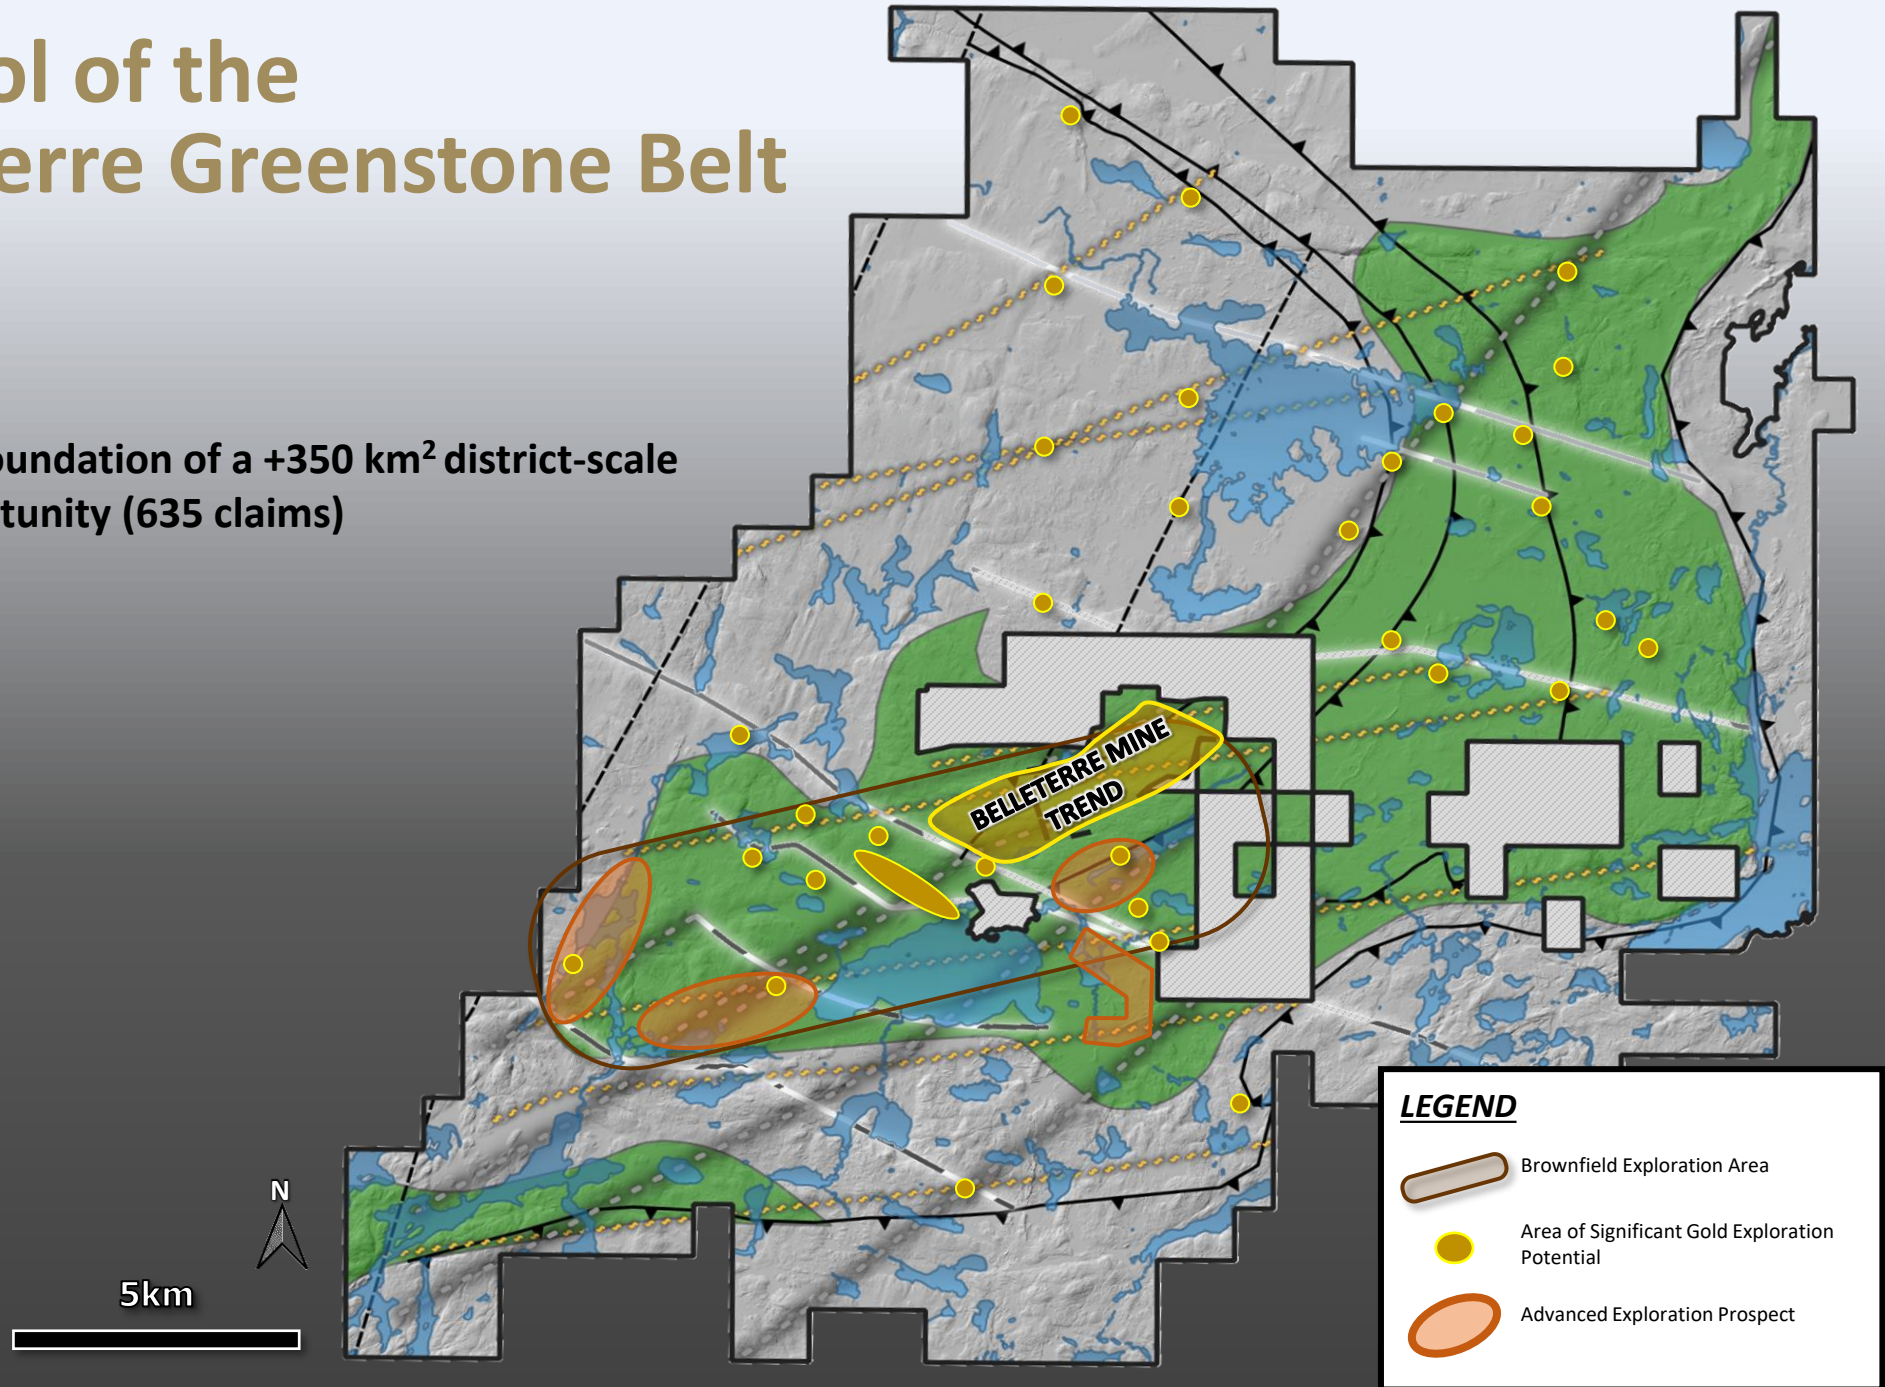 ol of the
erre Greenstone Belt
oundation of a +350 km² district-scale
tunity (635 claims)
BELLETERRE MINE
TREND
N
5km
LEGEND
Brownfield Exploration Area
Area of Significant Gold Exploration
Potential
Advanced Exploration Prospect